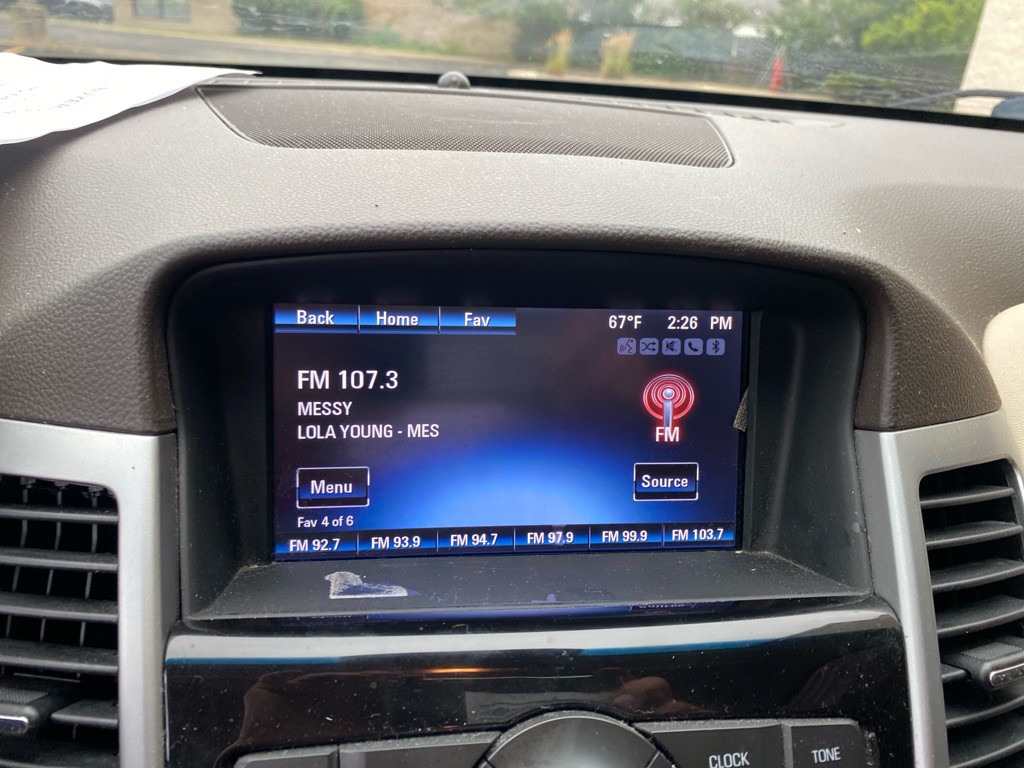 Back Home Fav 67°F 2:26 PM
FM 107.3
MESSY
LOLA YOUNG - MES
FM
Menu Source
Fav 4 of 6
FM 92.7 FM 93.9 FM 94.7 FM 97.9 FM 99.9 FM 103.7
CLOCK TONE